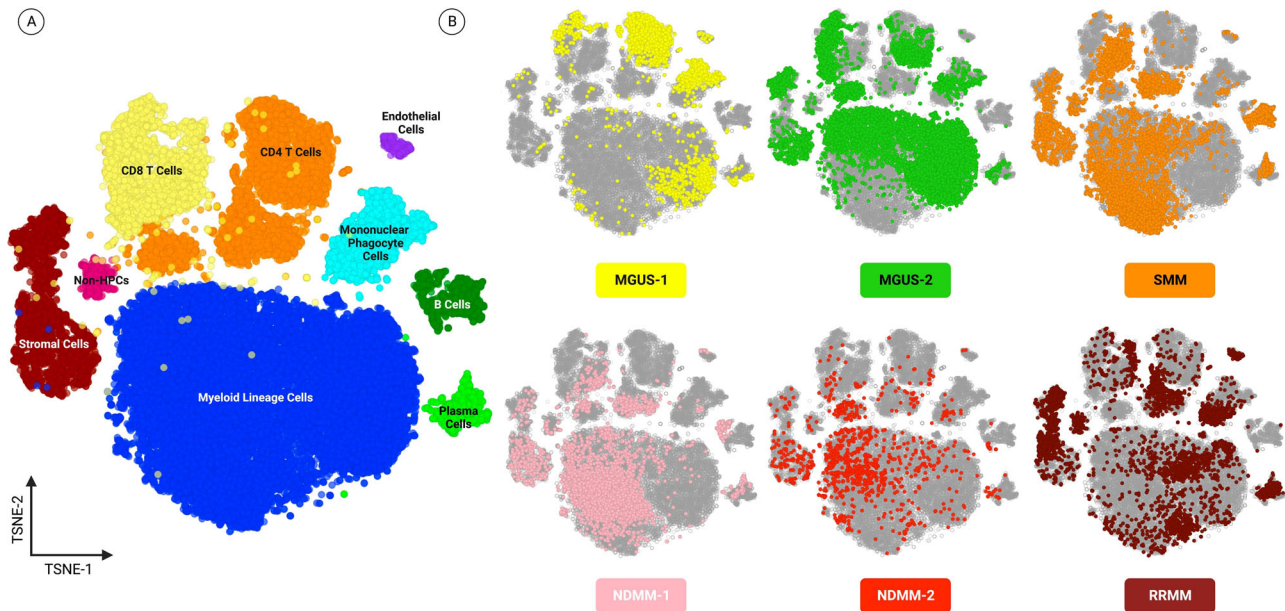 A
B
Endothelial
Cells
CD8 T Cells
CD4 T Cells
Mononuclear
Phagocyte
Cells
Non-HPCs
B Cells
Stromal Cells
Myeloid Lineage Cells
Plasma
Cells
TSNE-2
TSNE-1
MGUS-1
MGUS-2
SMM
NDMM-1
NDMM-2
RRMM